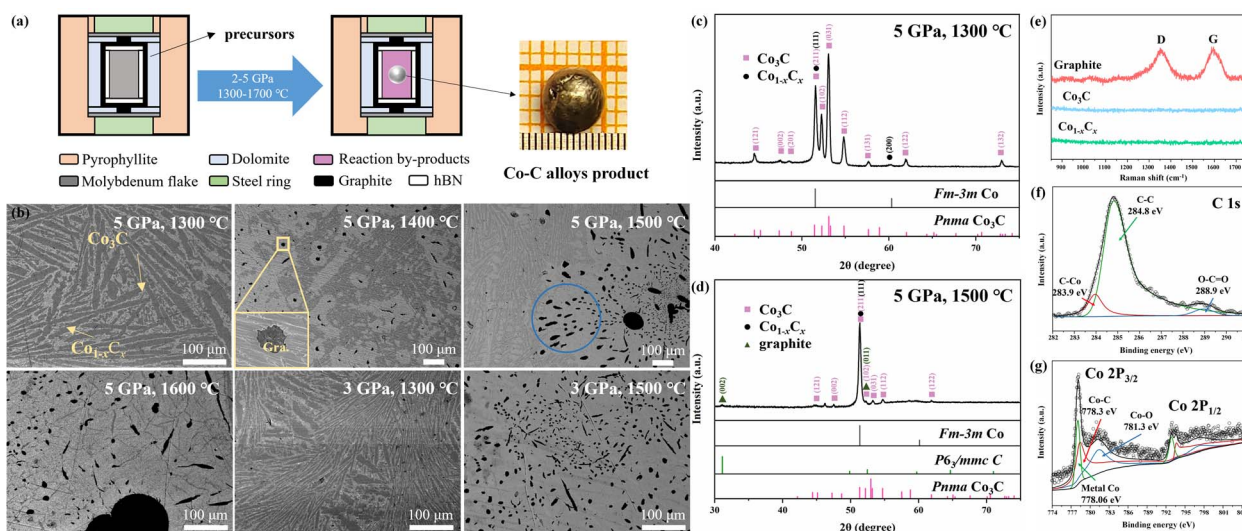 (a)
precursors
2-5 GPa
1300-1700 °C
Co-C alloys product
Pyrophyllite
Dolomite
Reaction by-products
Molybdenum flake
Steel ring
Graphite
hBN
(b)
5 GPa, 1300 °C
Co₃C
Co₁₋ₓCₓ
100 μm
5 GPa, 1400 °C
Gra.
100 μm
5 GPa, 1500 °C
100 μm
5 GPa, 1600 °C
100 μm
3 GPa, 1300 °C
100 μm
3 GPa, 1500 °C
100 μm
(c)
5 GPa, 1300 °C
Co₃C
Co₁₋ₓCₓ
(121)
(002)
(201)
(211)
(111)
(102)
(031)
(112)
(131)
(200)
(122)
(132)
Fm-3m Co
Pnma Co₃C
Intensity (a.u.)
40 50 60 70
2θ (degree)
(d)
5 GPa, 1500 °C
Co₃C
Co₁₋ₓCₓ
graphite
(002)
(121)
(002)
(211)
(111)
(102)
(011)
(031)
(112)
(122)
Fm-3m Co
P6₃/mmc C
Pnma Co₃C
Intensity (a.u.)
30 40 50 60 70
2θ (degree)
(e)
D
G
Graphite
Co₃C
Co₁₋ₓCₓ
Intensity (a.u.)
900 1000 1100 1200 1300 1400 1500 1600 1700
Raman shift (cm⁻¹)
(f)
C 1s
C-C
284.8 eV
C-Co
283.9 eV
O-C=O
288.9 eV
Intensity (a.u.)
282 283 284 285 286 287 288 289 290 291
Binding energy (eV)
(g)
Co 2P3/2
Co-C
778.3 eV
Co-O
781.3 eV
Co 2P1/2
Metal Co
778.06 eV
Intensity (a.u.)
774 777 780 783 786 789 792 795 798 801
Binding energy (eV)